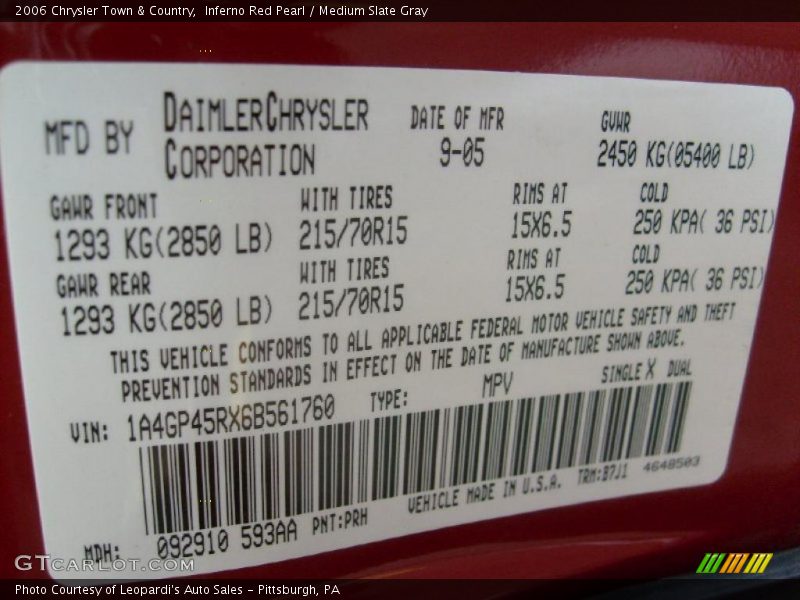 2006 Chrysler Town & Country,  Inferno Red Pearl / Medium Slate Gray
MFD BY DAIMLERCHRYSLER CORPORATION
DATE OF MFR 9-05
GVWR 2450 KG(05400 LB)
GAWR FRONT WITH TIRES RIMS AT COLD
1293 KG(2850 LB) 215/70R15 15X6.5 250 KPA( 36 PSI)
GAWR REAR WITH TIRES RIMS AT COLD
1293 KG(2850 LB) 215/70R15 15X6.5 250 KPA( 36 PSI)
THIS VEHICLE CONFORMS TO ALL APPLICABLE FEDERAL MOTOR VEHICLE SAFETY AND THEFT
PREVENTION STANDARDS IN EFFECT ON THE DATE OF MANUFACTURE SHOWN ABOVE.
VIN: 1A4GP45RX6B561760 TYPE: MPV SINGLE X DUAL
MDH: 092910 593AA PNT:PRH VEHICLE MADE IN U.S.A. TRM:B7J1 4648503
GTCARLOT.COM
Photo Courtesy of Leopardi's Auto Sales - Pittsburgh, PA